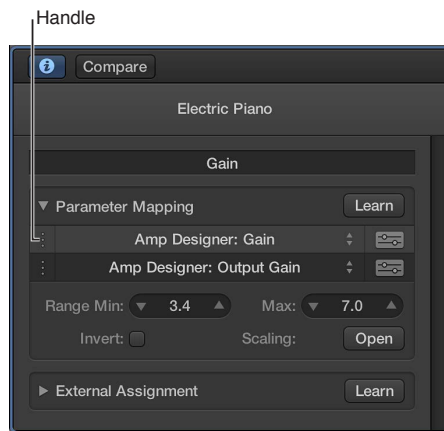 Handle
Compare
Electric Piano
Gain
Parameter Mapping Learn
Amp Designer: Gain
Amp Designer: Output Gain
Range Min: 3.4 Max: 7.0
Invert: Scaling: Open
External Assignment Learn